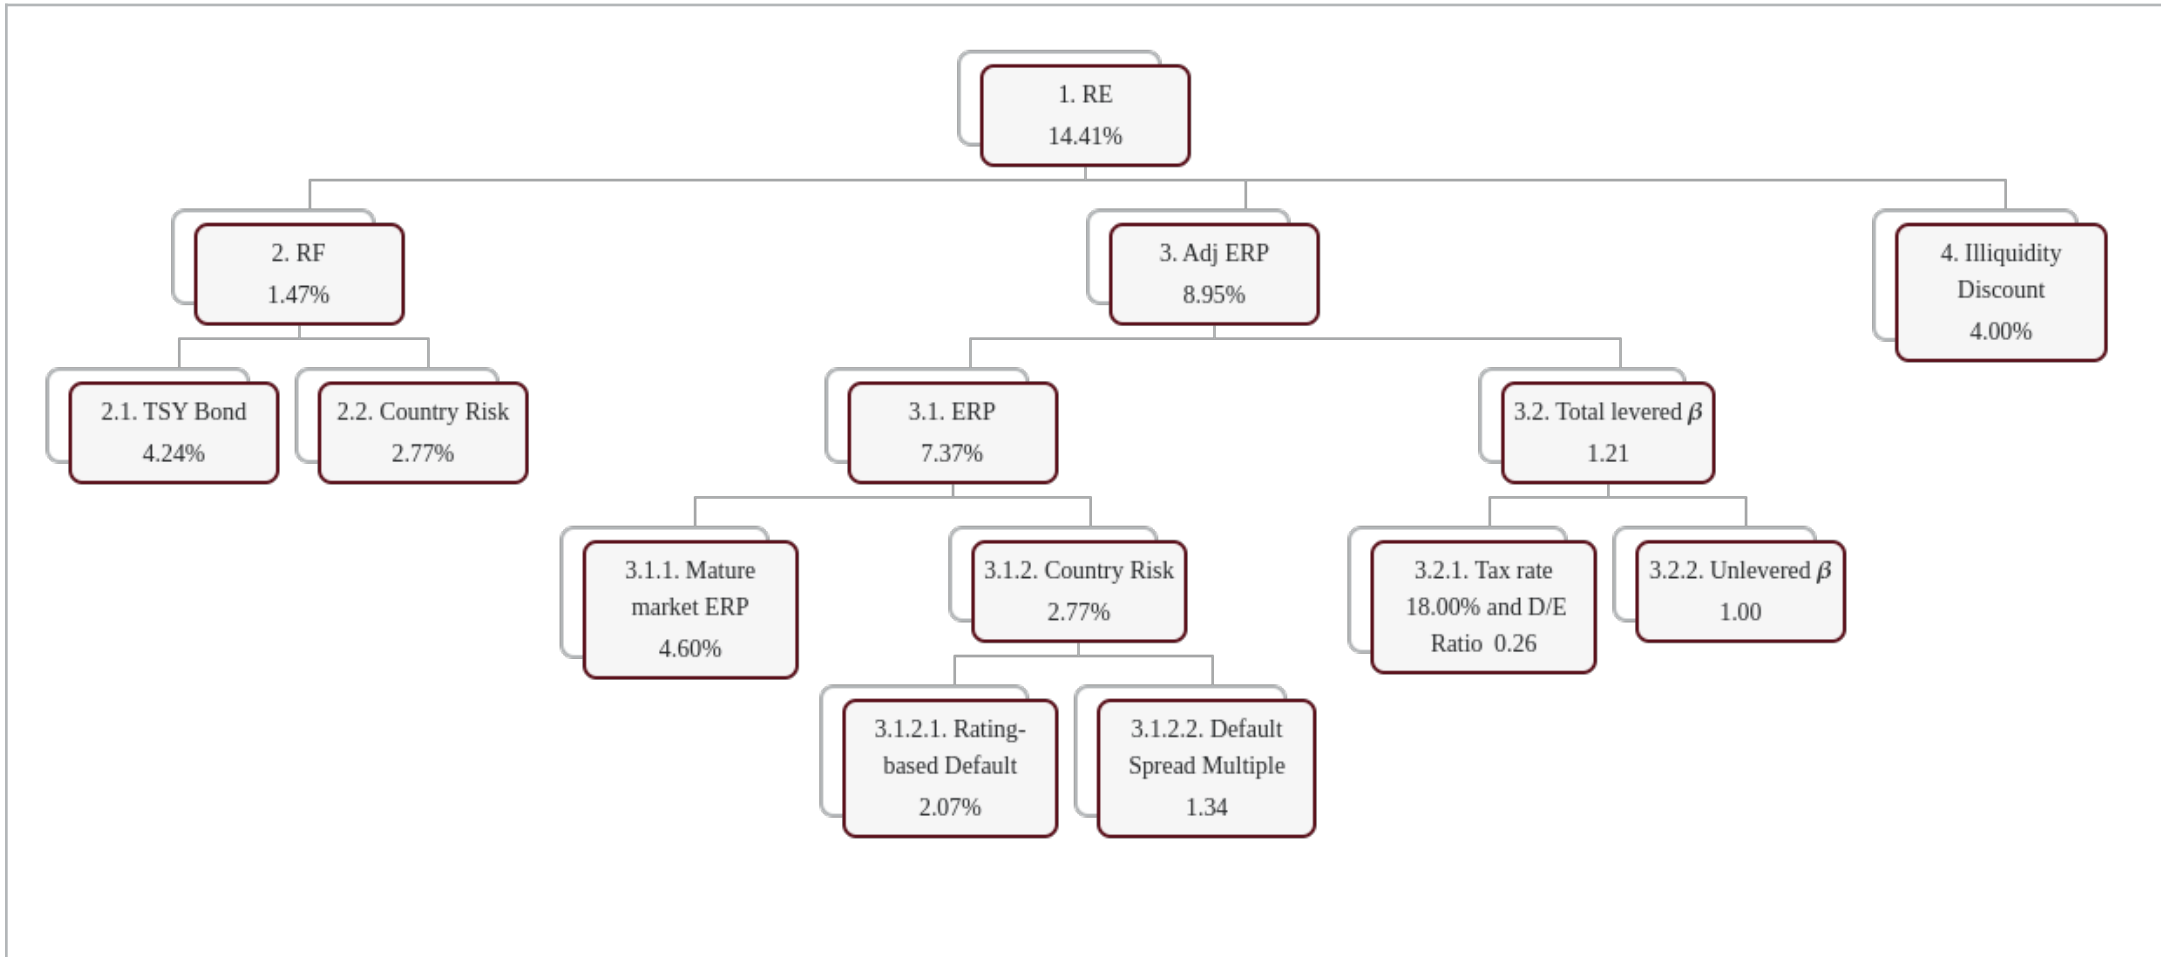 1. RE
14.41%
2. RF
1.47%
3. Adj ERP
8.95%
4. Illiquidity
Discount
4.00%
2.1. TSY Bond
4.24%
2.2. Country Risk
2.77%
3.1. ERP
7.37%
3.2. Total levered β
1.21
3.1.1. Mature
market ERP
4.60%
3.1.2. Country Risk
2.77%
3.2.1. Tax rate
18.00% and D/E
Ratio  0.26
3.2.2. Unlevered β
1.00
3.1.2.1. Rating-
based Default
2.07%
3.1.2.2. Default
Spread Multiple
1.34